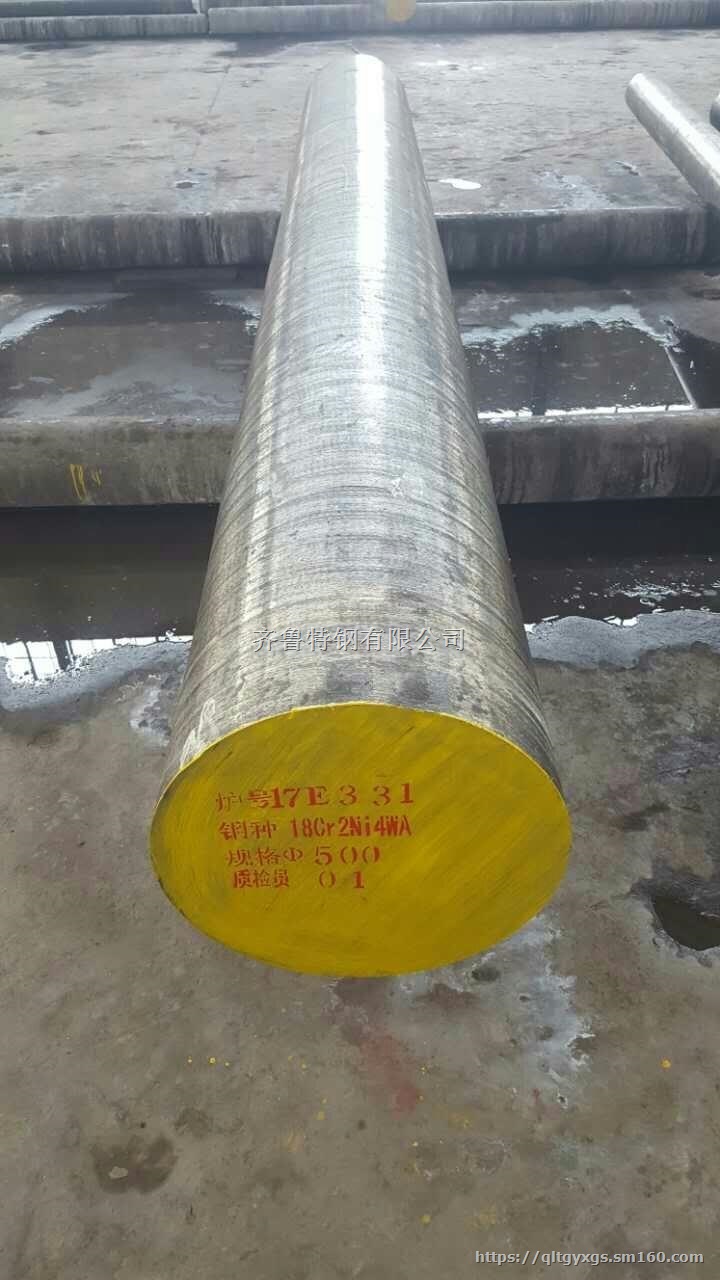 齐鲁特钢有限公司
炉号17E331
钢种 18Cr2Ni4WA
规格Φ500
质检员 01
https://qltgyxgs.sm160.com